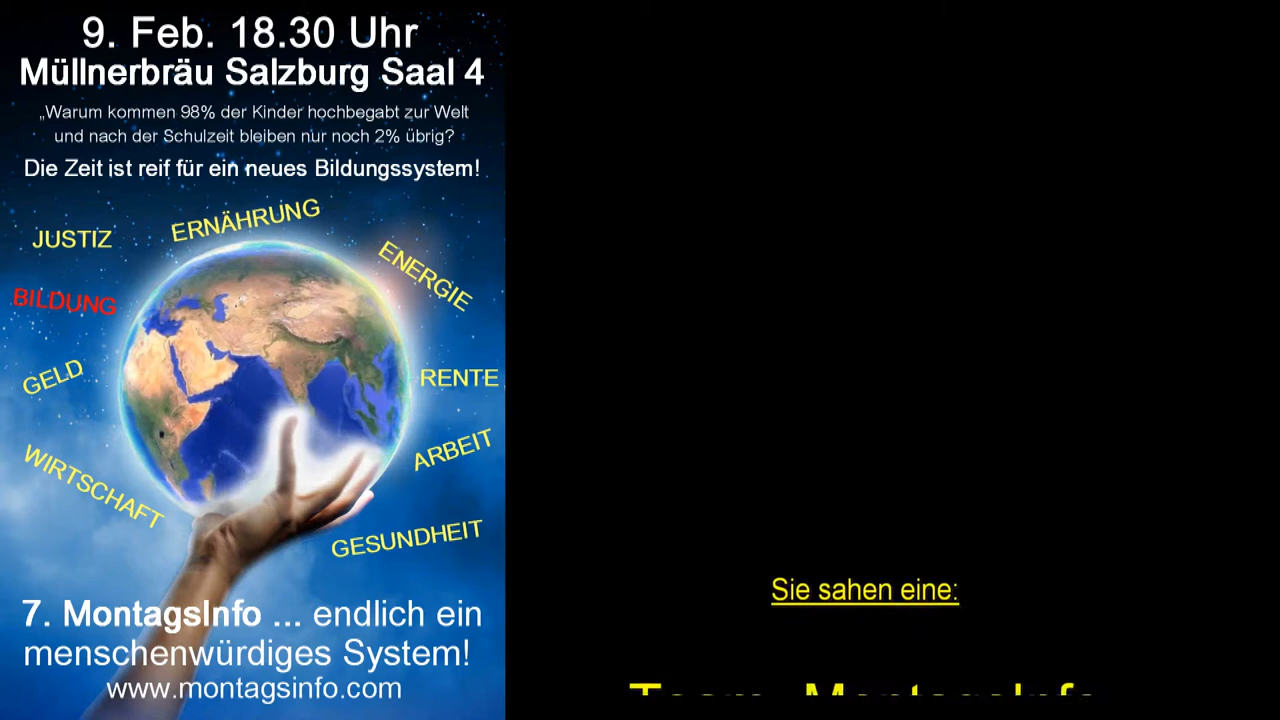 9. Feb. 18.30 Uhr
Müllnerbräu Salzburg Saal 4
„Warum kommen 98% der Kinder hochbegabt zur Welt
und nach der Schulzeit bleiben nur noch 2% übrig?
Die Zeit ist reif für ein neues Bildungssystem!
JUSTIZ
ERNÄHRUNG
ENERGIE
BILDUNG
GELD
RENTE
WIRTSCHAFT
ARBEIT
GESUNDHEIT
7. MontagsInfo ... endlich ein
menschenwürdiges System!
www.montagsinfo.com
Sie sahen eine:
Team MontagsInfo